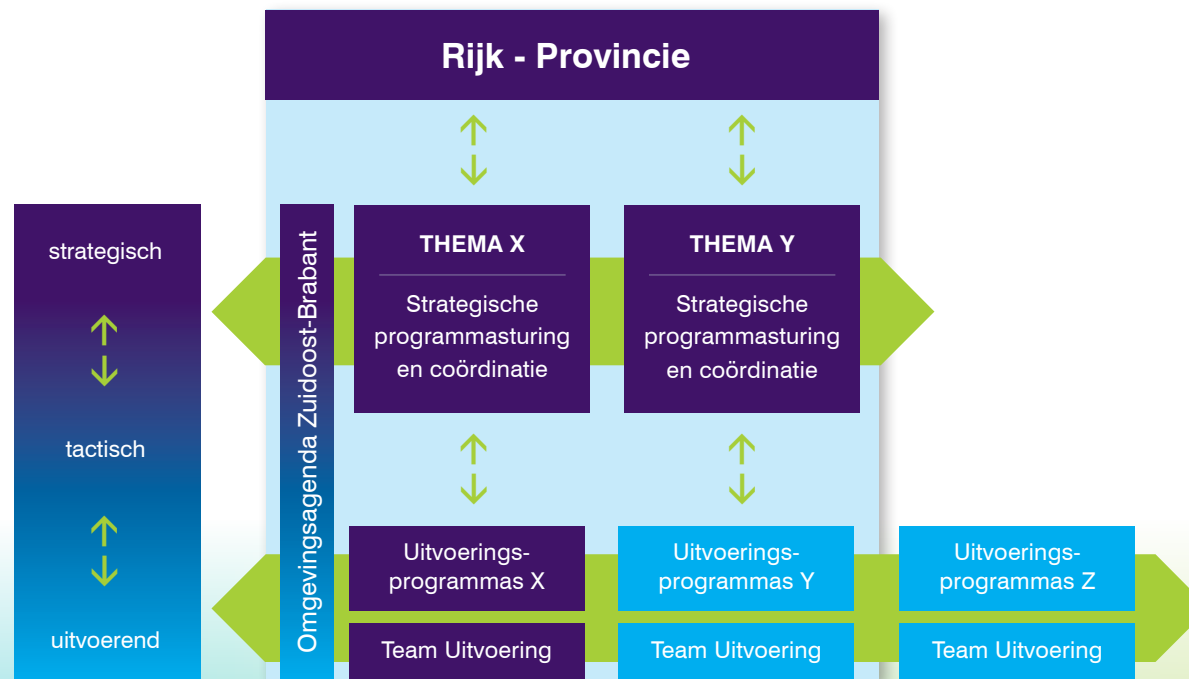 Rijk - Provincie
strategisch
tactisch
uitvoerend
Omgevingsagenda Zuidoost-Brabant
THEMA X
Strategische
programmasturing
en coördinatie
THEMA Y
Strategische
programmasturing
en coördinatie
Uitvoerings-
programmas X
Team Uitvoering
Uitvoerings-
programmas Y
Team Uitvoering
Uitvoerings-
programmas Z
Team Uitvoering